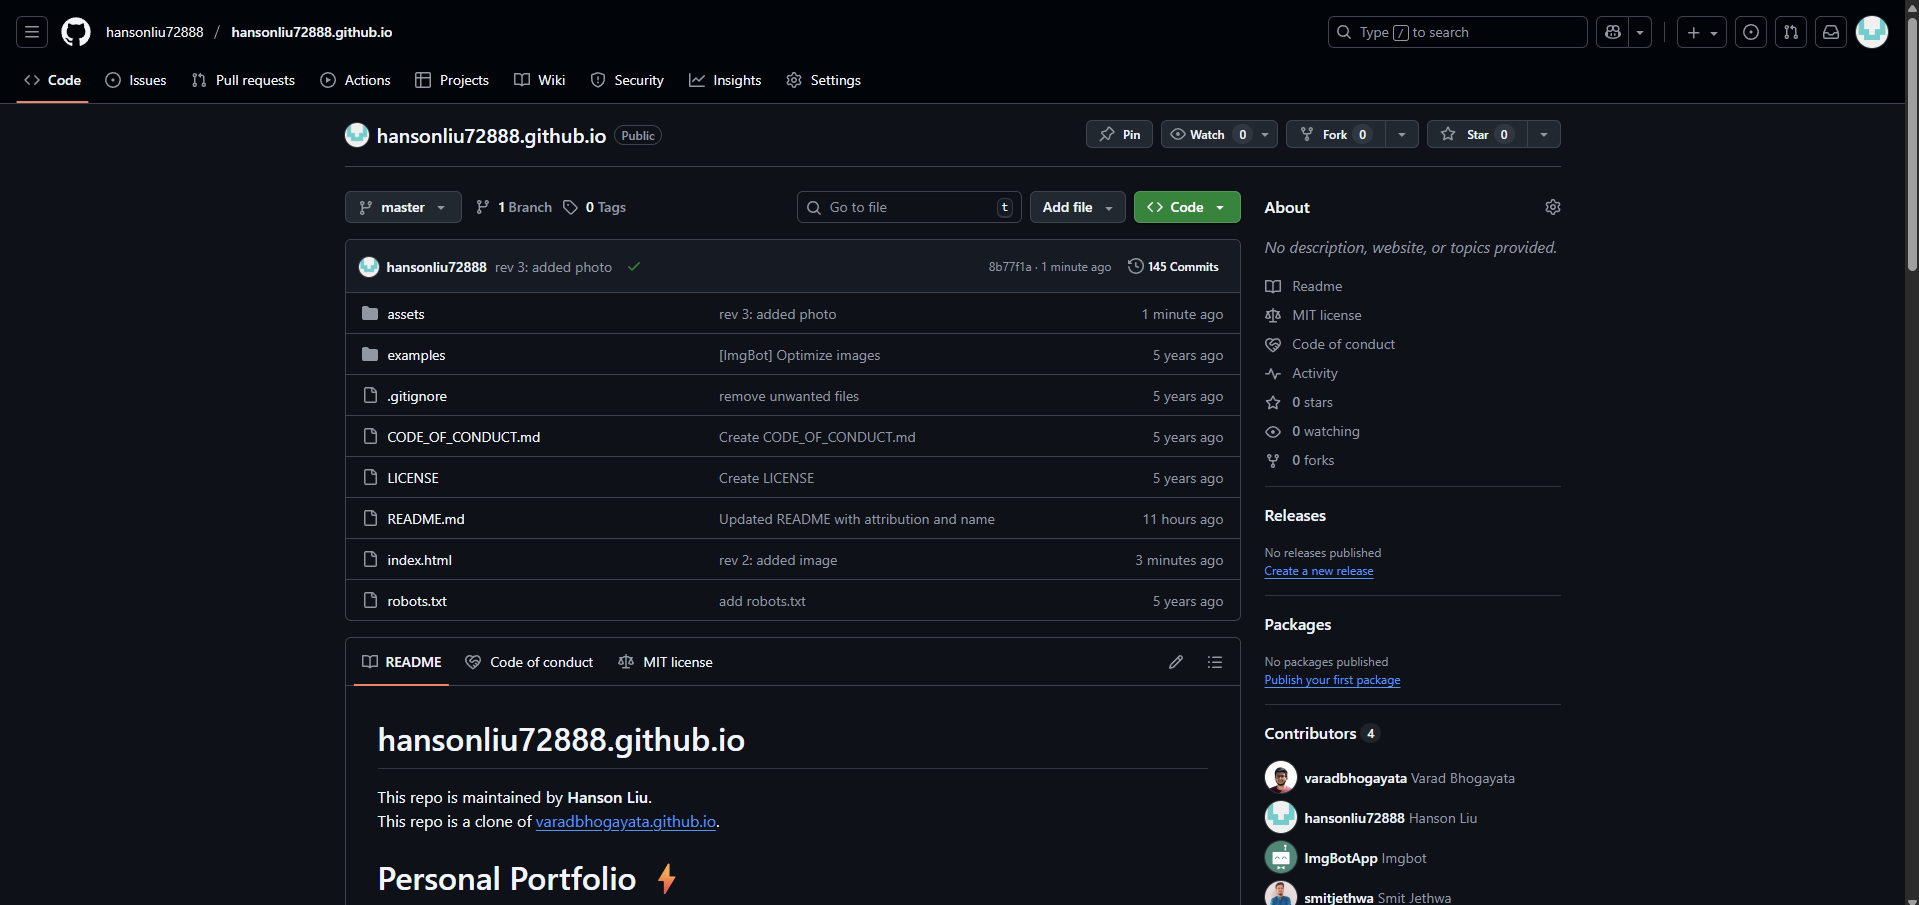 hansonliu72888 / hansonliu72888.github.io
Type / to search
Code Issues Pull requests Actions Projects Wiki Security Insights Settings
hansonliu72888.github.io Public
Pin Watch 0 Fork 0 Star 0
master 1 Branch 0 Tags Go to file t Add file Code
hansonliu72888 rev 3: added photo 8b77f1a · 1 minute ago 145 Commits
assets rev 3: added photo 1 minute ago
examples [ImgBot] Optimize images 5 years ago
.gitignore remove unwanted files 5 years ago
CODE_OF_CONDUCT.md Create CODE_OF_CONDUCT.md 5 years ago
LICENSE Create LICENSE 5 years ago
README.md Updated README with attribution and name 11 hours ago
index.html rev 2: added image 3 minutes ago
robots.txt add robots.txt 5 years ago
README Code of conduct MIT license
hansonliu72888.github.io
This repo is maintained by Hanson Liu.
This repo is a clone of varadbhogayata.github.io.
Personal Portfolio
About
No description, website, or topics provided.
Readme
MIT license
Code of conduct
Activity
0 stars
0 watching
0 forks
Releases
No releases published
Create a new release
Packages
No packages published
Publish your first package
Contributors 4
varadbhogayata Varad Bhogayata
hansonliu72888 Hanson Liu
ImgBotApp Imgbot
smitjethwa Smit Jethwa